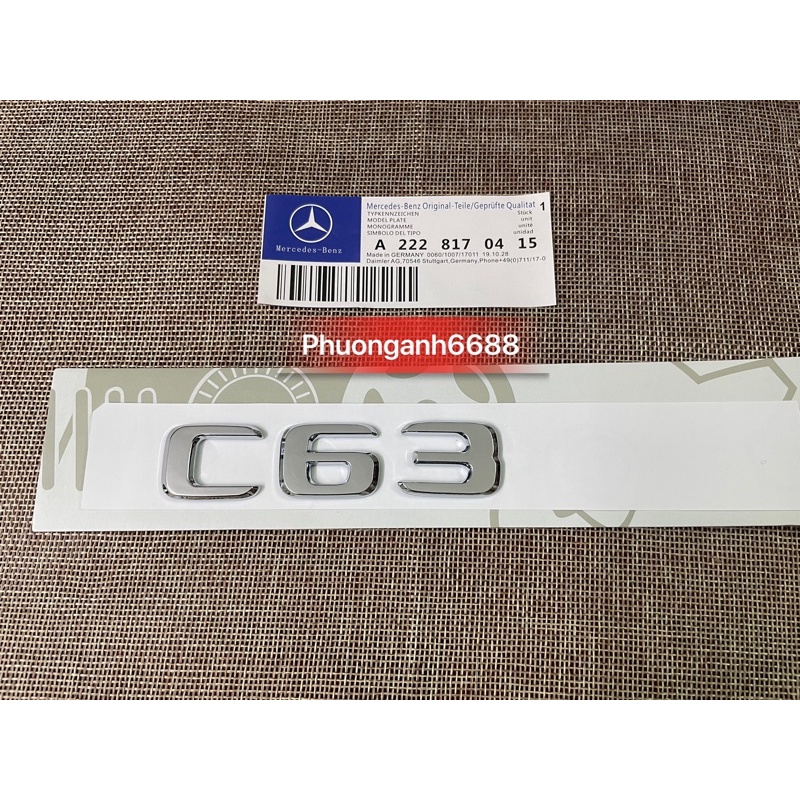 Mercedes-Benz
Mercedes-Benz Original-Teile/Geprüfte Qualitat 1
TYPKENNZEICHEN Stück
MODEL PLATE unit
MONOGRAMME unité
SIMBOLO DEL TIPO unidad
A 222 817 04 15
Made in GERMANY 0060/1007/17011 19.10.28
Daimler AG,70546 Stuttgart,Germany,Phone+49(0)711/17-0
Phuonganh6688
C63